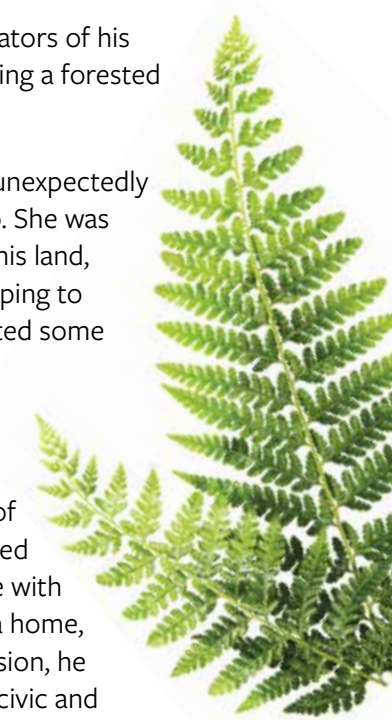 ators of his
ing a forested
unexpectedly
. She was
his land,
ping to
ted some
of
ed
e with
a home,
sion, he
civic and